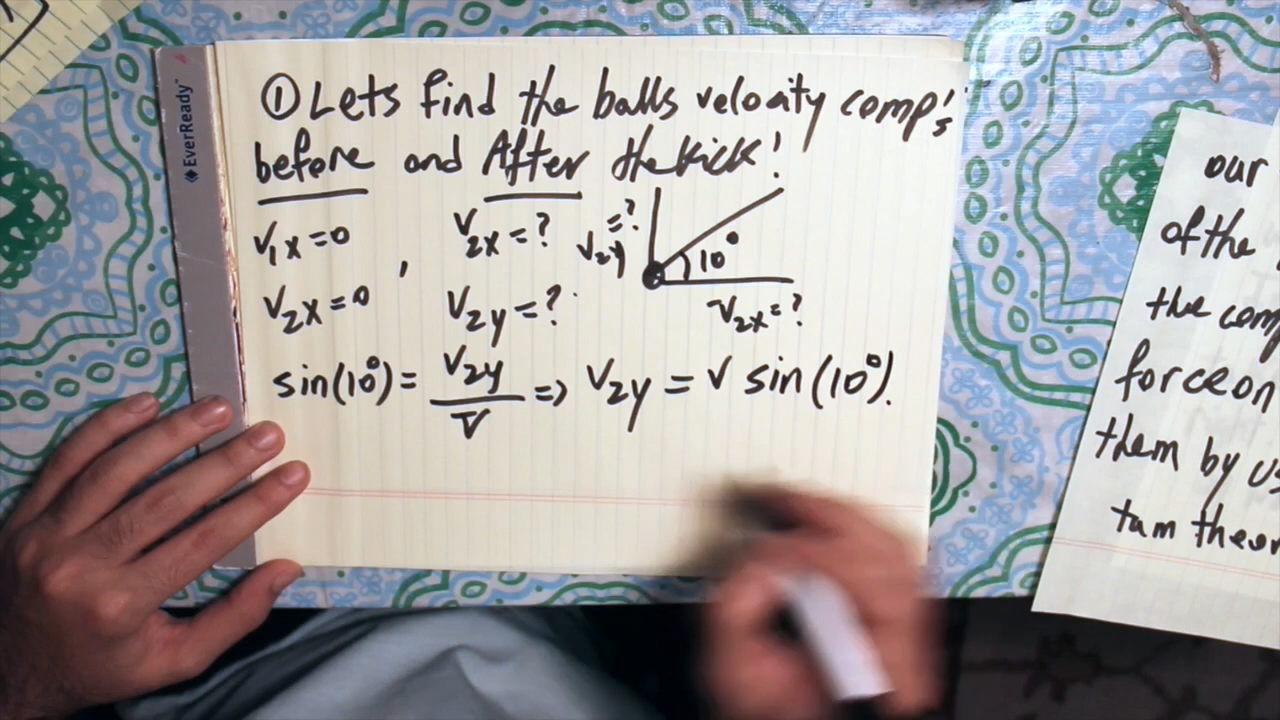 EverReady
① Lets find the balls velocity comp's
before and After the kick!
V1x=0 , V2x=? V2y=? 10°
V2x=0 V2y=? V2x=?
sin(10°)= V2y/V => V2y = V sin(10°).
our
of the
the comp
force on
them by us
tam theor